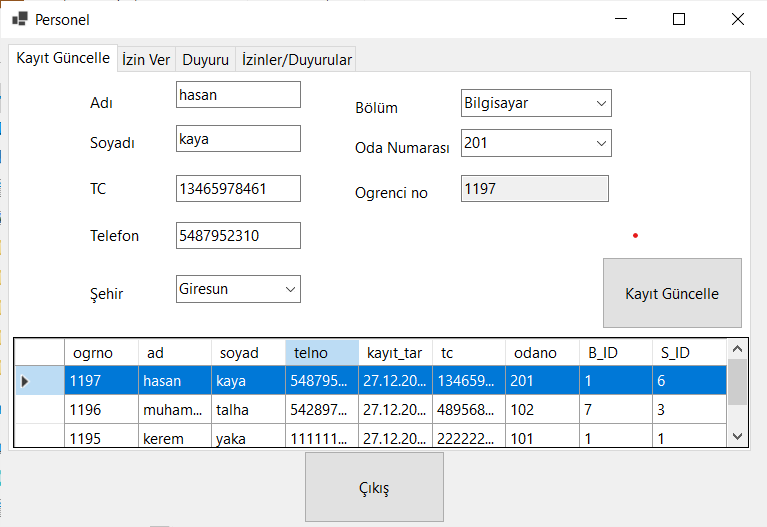 Personel
Kayıt Güncelle İzin Ver Duyuru İzinler/Duyurular
Adı hasan
Bölüm Bilgisayar
Soyadı kaya
Oda Numarası 201
TC 13465978461
Ogrenci no 1197
Telefon 5487952310
Şehir Giresun
Kayıt Güncelle
ogrno ad soyad telno kayıt_tar tc odano B_ID S_ID
1197 hasan kaya 548795... 27.12.20... 134659... 201 1 6
1196 muham... talha 542897... 27.12.20... 489568... 102 7 3
1195 kerem yaka 111111... 27.12.20... 222222... 101 1 1
Çıkış